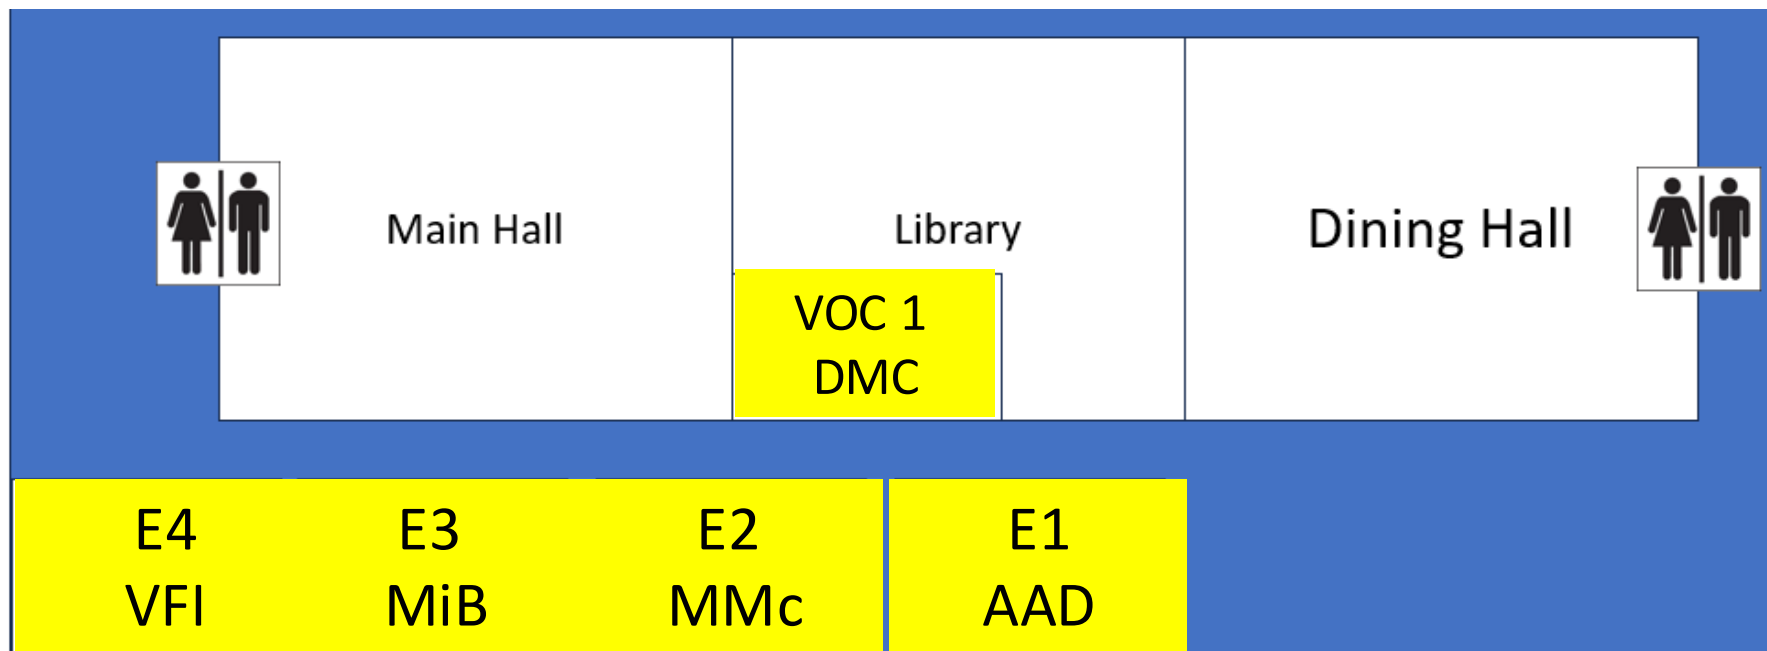 Main Hall
Library
Dining Hall
VOC 1
DMC
E4
VFI
E3
MiB
E2
MMc
E1
AAD